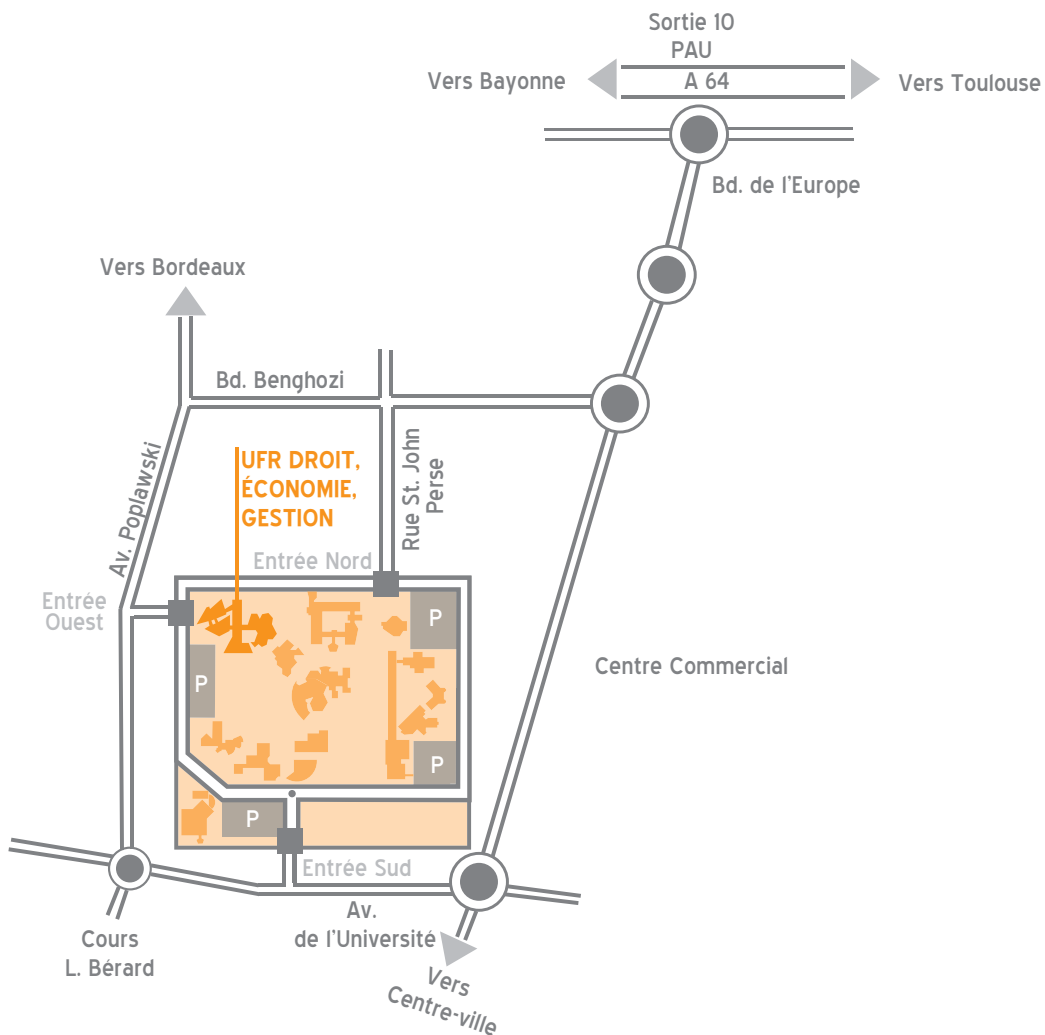 Sortie 10
PAU
Vers Bayonne
A 64
Vers Toulouse
Bd. de l'Europe
Vers Bordeaux
Bd. Benghozi
Av. Poplawski
UFR DROIT,
ÉCONOMIE,
GESTION
Rue St. John
Perse
Entrée Nord
Entrée
Ouest
P
P
Centre Commercial
P
P
Entrée Sud
Av.
de l'Université
Cours
L. Bérard
Vers
Centre-ville